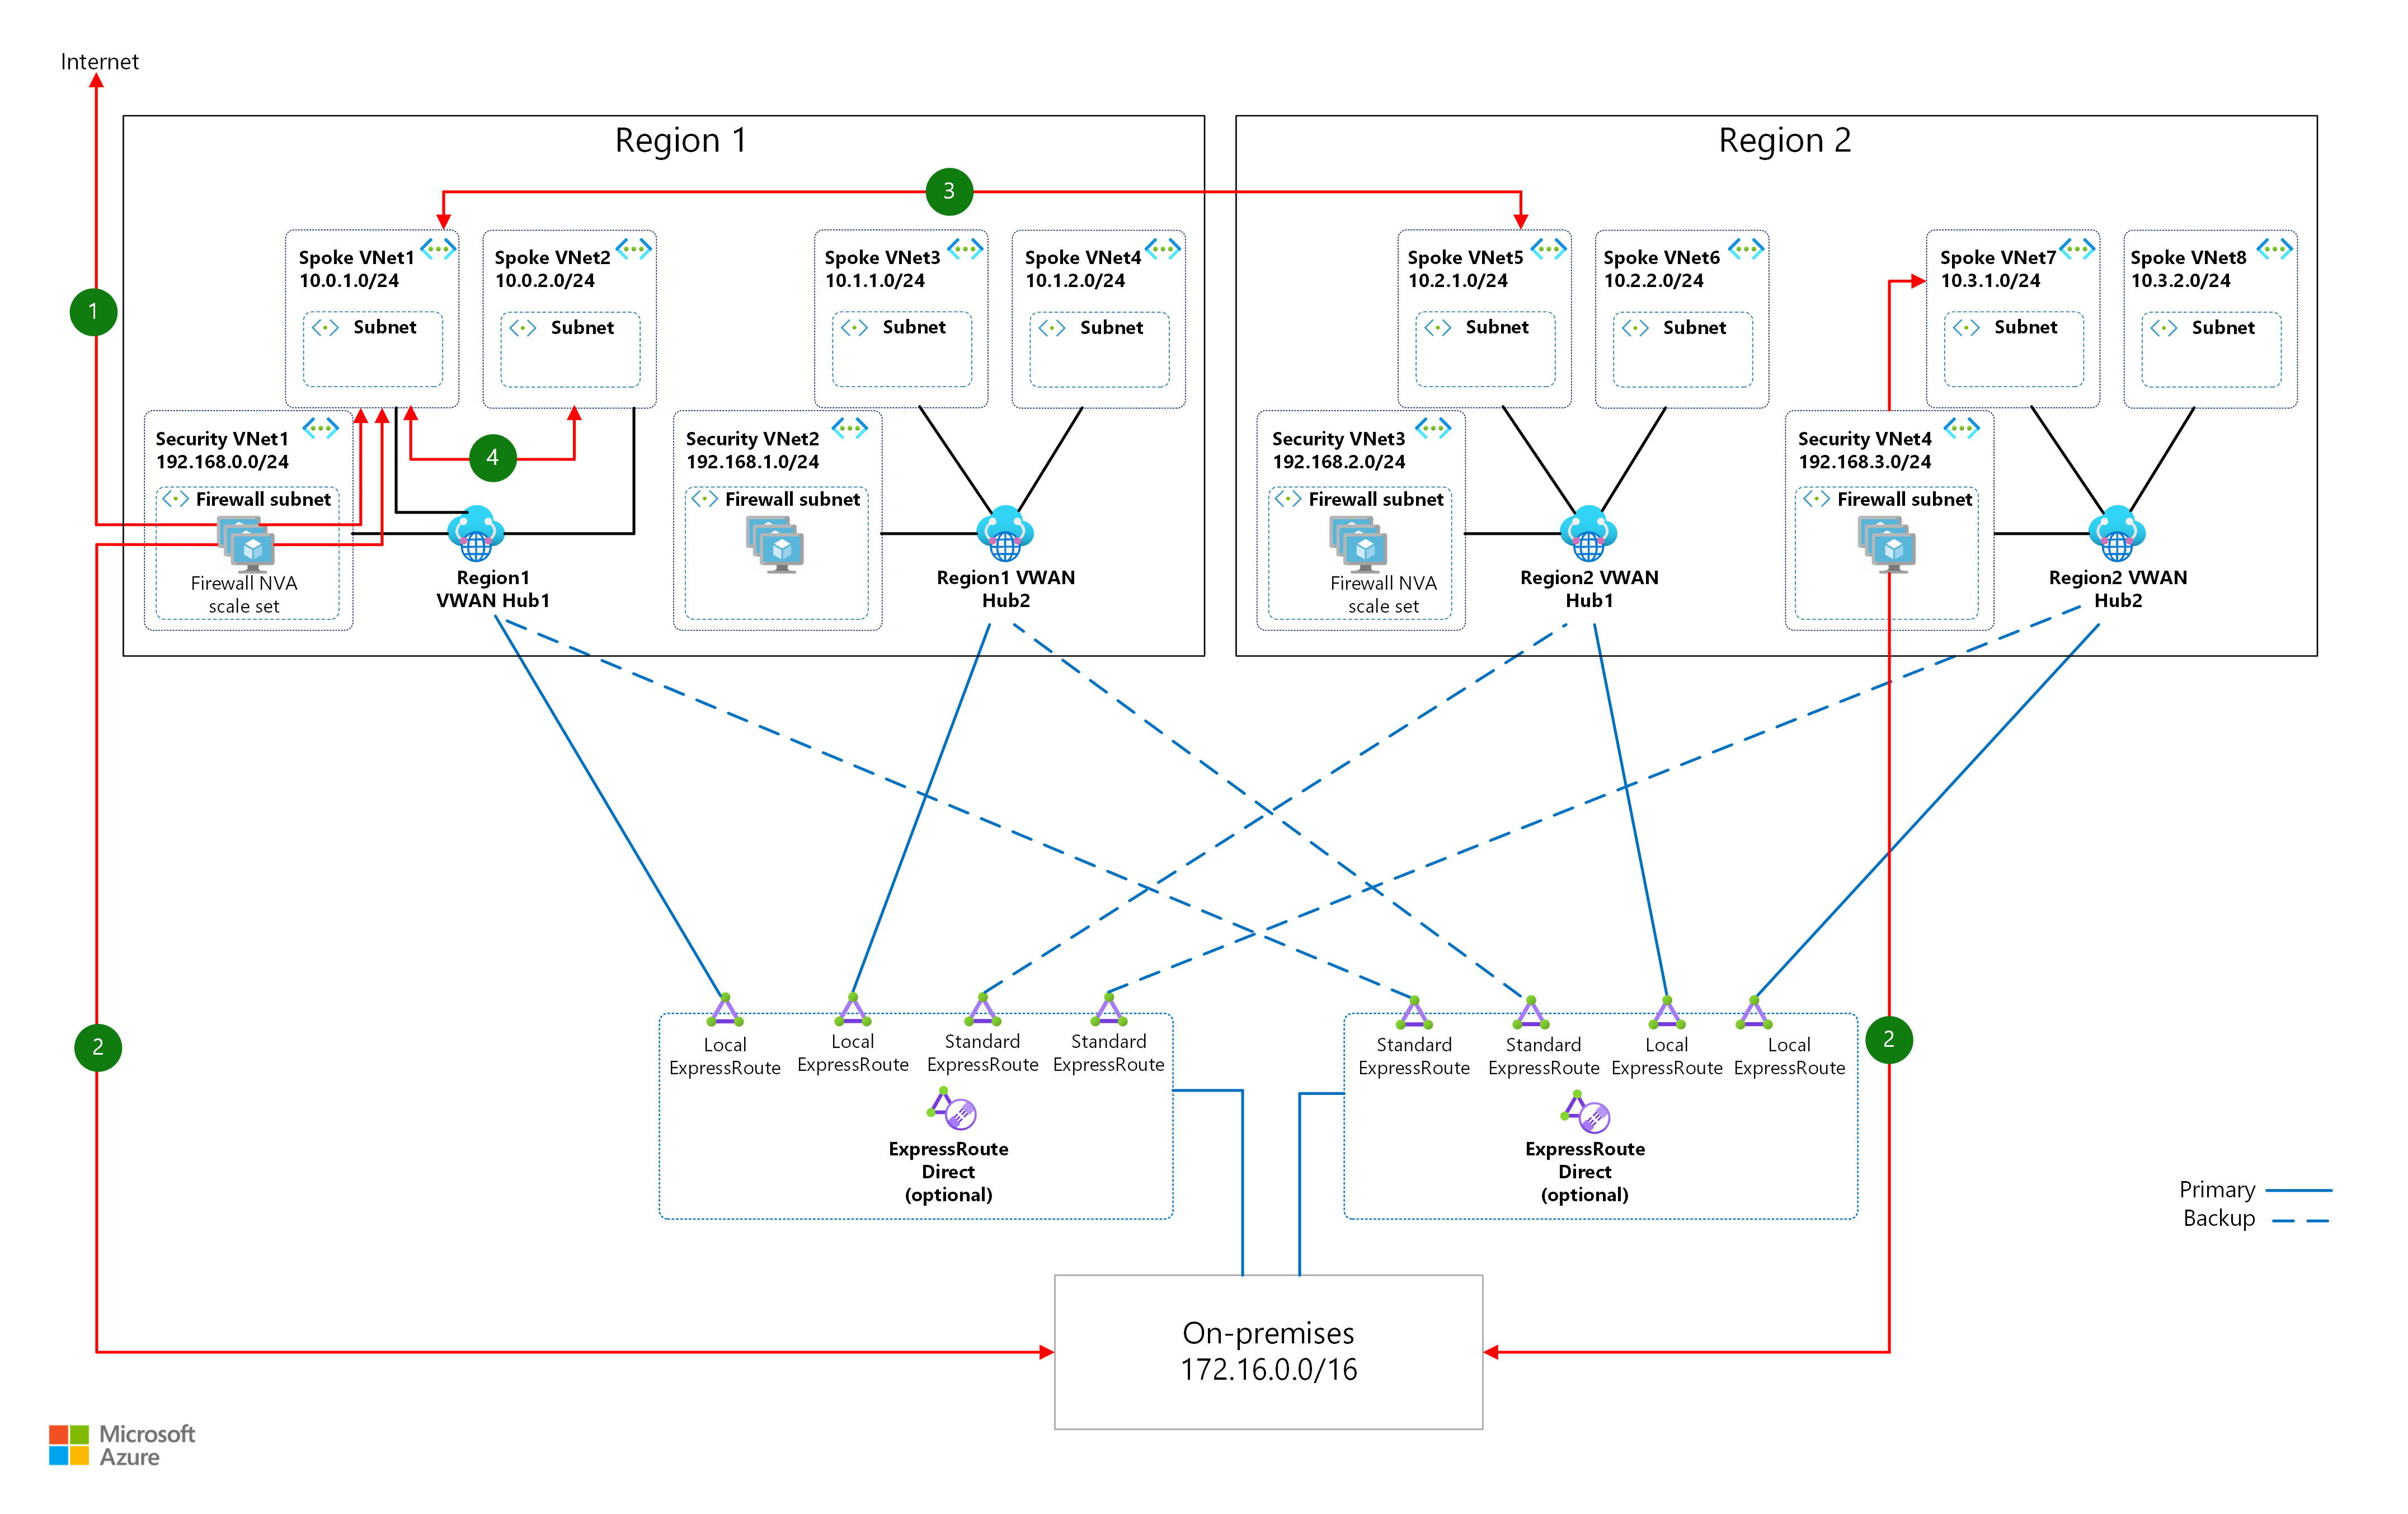 Internet
Region 1
Region 2
3
1
Spoke VNet1
10.0.1.0/24
Subnet
Spoke VNet2
10.0.2.0/24
Subnet
Spoke VNet3
10.1.1.0/24
Subnet
Spoke VNet4
10.1.2.0/24
Subnet
Spoke VNet5
10.2.1.0/24
Subnet
Spoke VNet6
10.2.2.0/24
Subnet
Spoke VNet7
10.3.1.0/24
Subnet
Spoke VNet8
10.3.2.0/24
Subnet
Security VNet1
192.168.0.0/24
Firewall subnet
Firewall NVA
scale set
4
Region1
VWAN Hub1
Security VNet2
192.168.1.0/24
Firewall subnet
Region1 VWAN
Hub2
Security VNet3
192.168.2.0/24
Firewall subnet
Firewall NVA
scale set
Region2 VWAN
Hub1
Security VNet4
192.168.3.0/24
Firewall subnet
Region2 VWAN
Hub2
2
Local
ExpressRoute
Local
ExpressRoute
Standard
ExpressRoute
Standard
ExpressRoute
ExpressRoute
Direct
(optional)
Standard
ExpressRoute
Standard
ExpressRoute
Local
ExpressRoute
Local
ExpressRoute
ExpressRoute
Direct
(optional)
2
Primary
Backup
On-premises
172.16.0.0/16
Microsoft
Azure